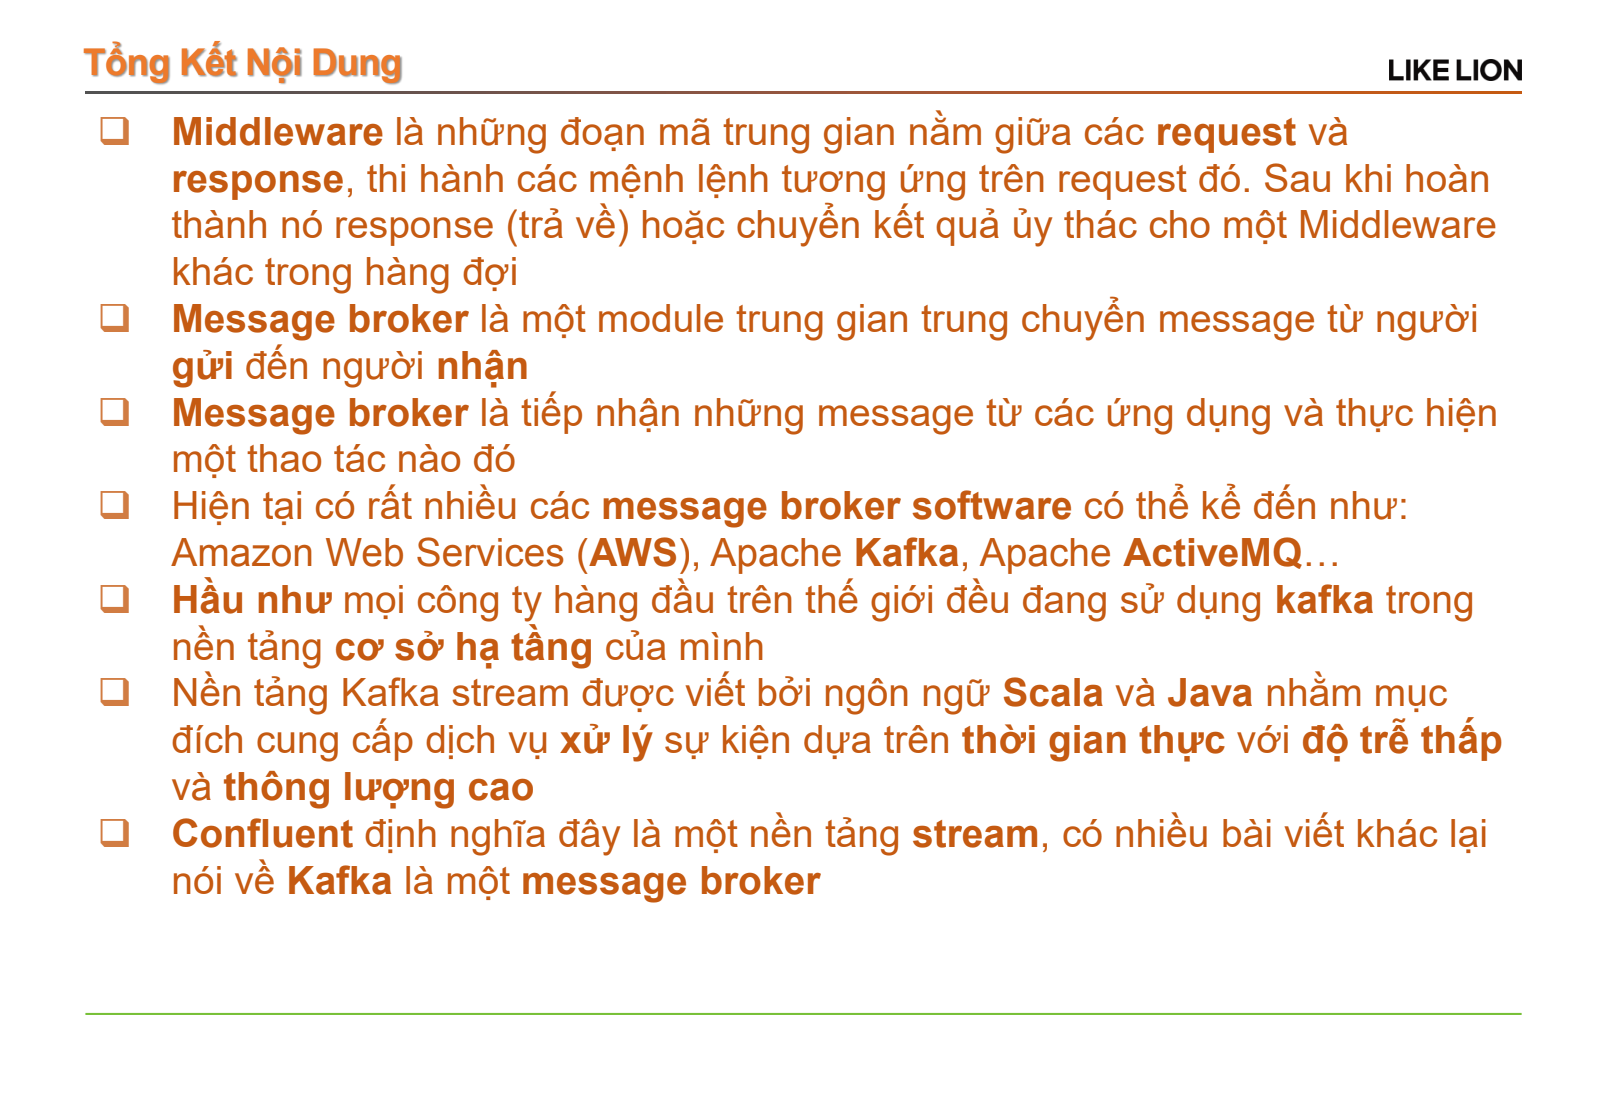 Tổng Kết Nội Dung
LIKE LION
Middleware là những đoạn mã trung gian nằm giữa các request và
response, thi hành các mệnh lệnh tương ứng trên request đó. Sau khi hoàn
thành nó response (trả về) hoặc chuyển kết quả ủy thác cho một Middleware
khác trong hàng đợi
Message broker là một module trung gian trung chuyển message từ người
gửi đến người nhận
Message broker là tiếp nhận những message từ các ứng dụng và thực hiện
một thao tác nào đó
Hiện tại có rất nhiều các message broker software có thể kể đến như:
Amazon Web Services (AWS), Apache Kafka, Apache ActiveMQ…
Hầu như mọi công ty hàng đầu trên thế giới đều đang sử dụng kafka trong
nền tảng cơ sở hạ tầng của mình
Nền tảng Kafka stream được viết bởi ngôn ngữ Scala và Java nhằm mục
đích cung cấp dịch vụ xử lý sự kiện dựa trên thời gian thực với độ trễ thấp
và thông lượng cao
Confluent định nghĩa đây là một nền tảng stream, có nhiều bài viết khác lại
nói về Kafka là một message broker